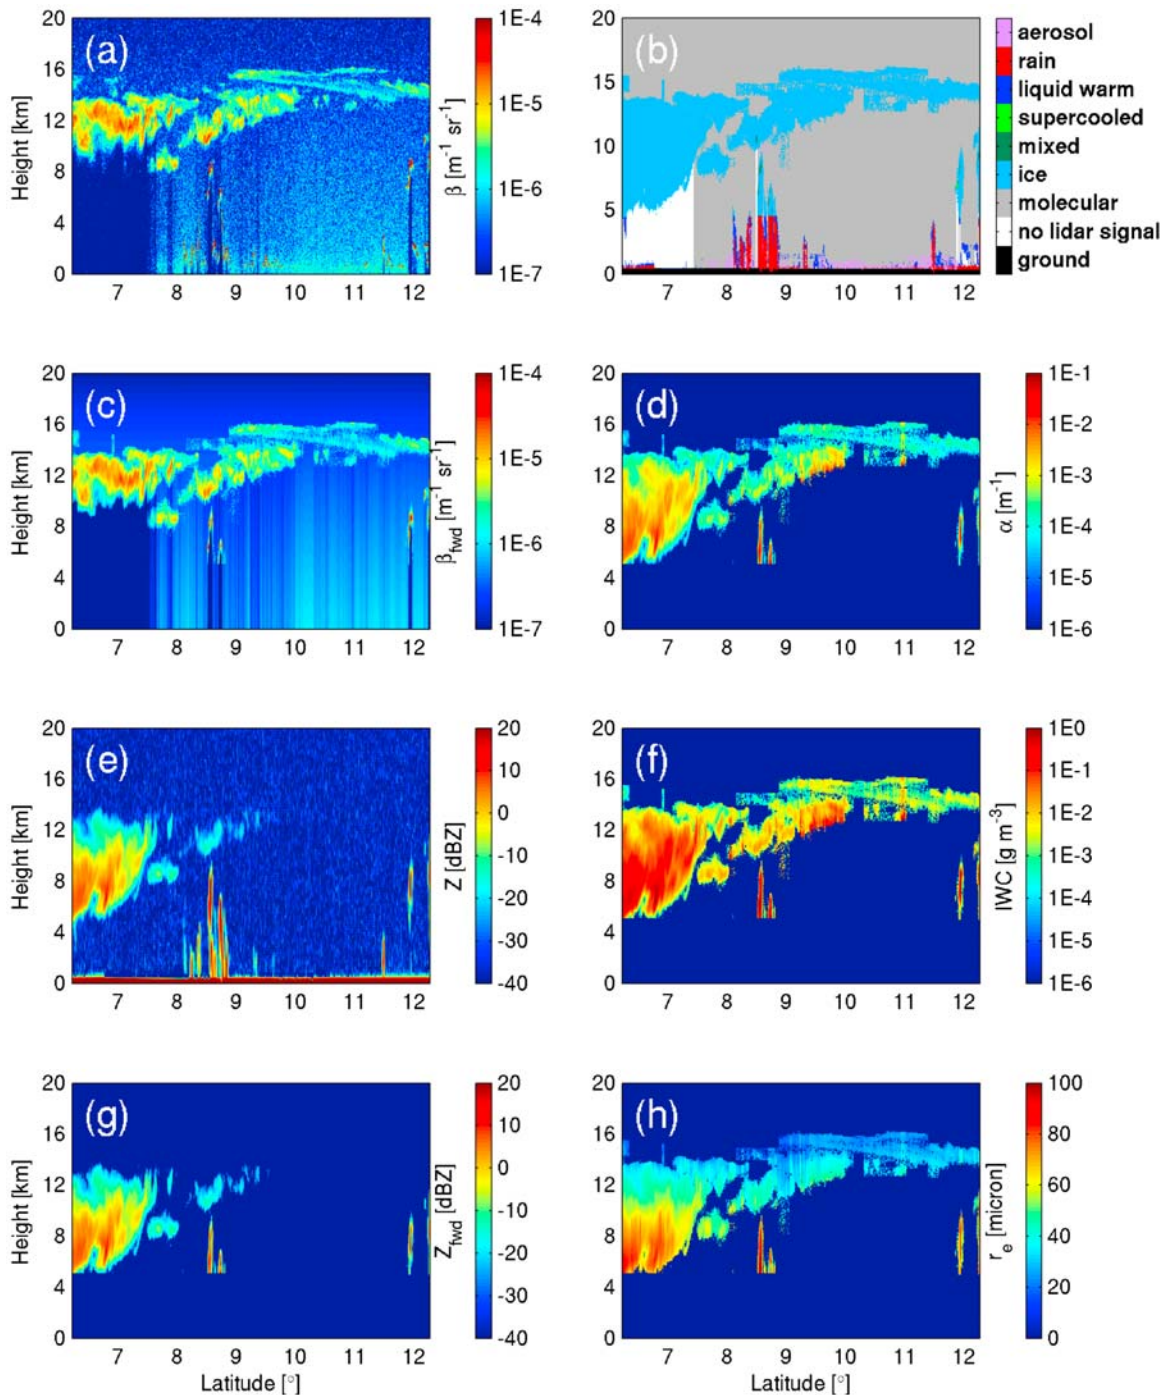 (a)
Height [km]
20
16
12
8
4
0
7 8 9 10 11 12
1E-4
1E-5
1E-6
1E-7
β [m⁻¹ sr⁻¹]
(b)
20
15
10
5
0
7 8 9 10 11 12
aerosol
rain
liquid warm
supercooled
mixed
ice
molecular
no lidar signal
ground
(c)
Height [km]
20
16
12
8
4
0
7 8 9 10 11 12
1E-4
1E-5
1E-6
1E-7
β_fwd [m⁻¹ sr⁻¹]
(d)
20
16
12
8
4
0
7 8 9 10 11 12
1E-1
1E-2
1E-3
1E-4
1E-5
1E-6
α [m⁻¹]
(e)
Height [km]
20
16
12
8
4
0
7 8 9 10 11 12
20
10
0
-10
-20
-30
-40
Z [dBZ]
(f)
20
16
12
8
4
0
7 8 9 10 11 12
1E0
1E-1
1E-2
1E-3
1E-4
1E-5
1E-6
IWC [g m⁻³]
(g)
Height [km]
20
16
12
8
4
0
7 8 9 10 11 12
Latitude [°]
20
10
0
-10
-20
-30
-40
Z_fwd [dBZ]
(h)
20
16
12
8
4
0
7 8 9 10 11 12
Latitude [°]
100
80
60
40
20
0
r_e [micron]